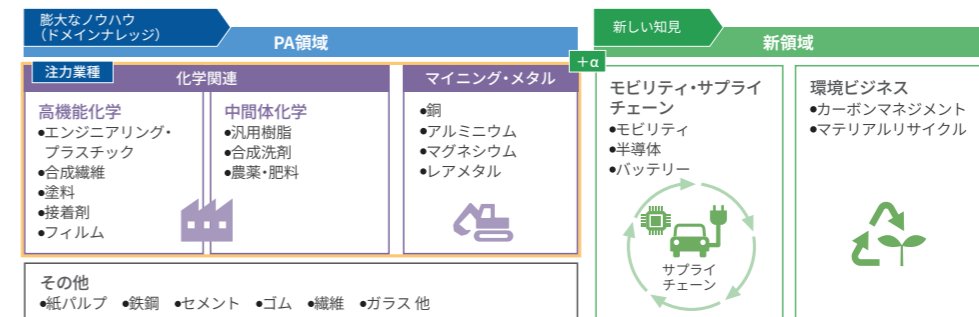 膨大なノウハウ
（ドメインナレッジ）
PA領域
注力業種
化学関連
高機能化学
●エンジニアリング・
プラスチック
●合成繊維
●塗料
●接着剤
●フィルム
中間体化学
●汎用樹脂
●合成洗剤
●農薬・肥料
マイニング・メタル
●銅
●アルミニウム
●マグネシウム
●レアメタル
その他
●紙パルプ ●鉄鋼 ●セメント ●ゴム ●繊維 ●ガラス 他
＋α
新しい知見
新領域
モビリティ・サプライ
チェーン
●モビリティ
●半導体
●バッテリー
サプライ
チェーン
環境ビジネス
●カーボンマネジメント
●マテリアルリサイクル